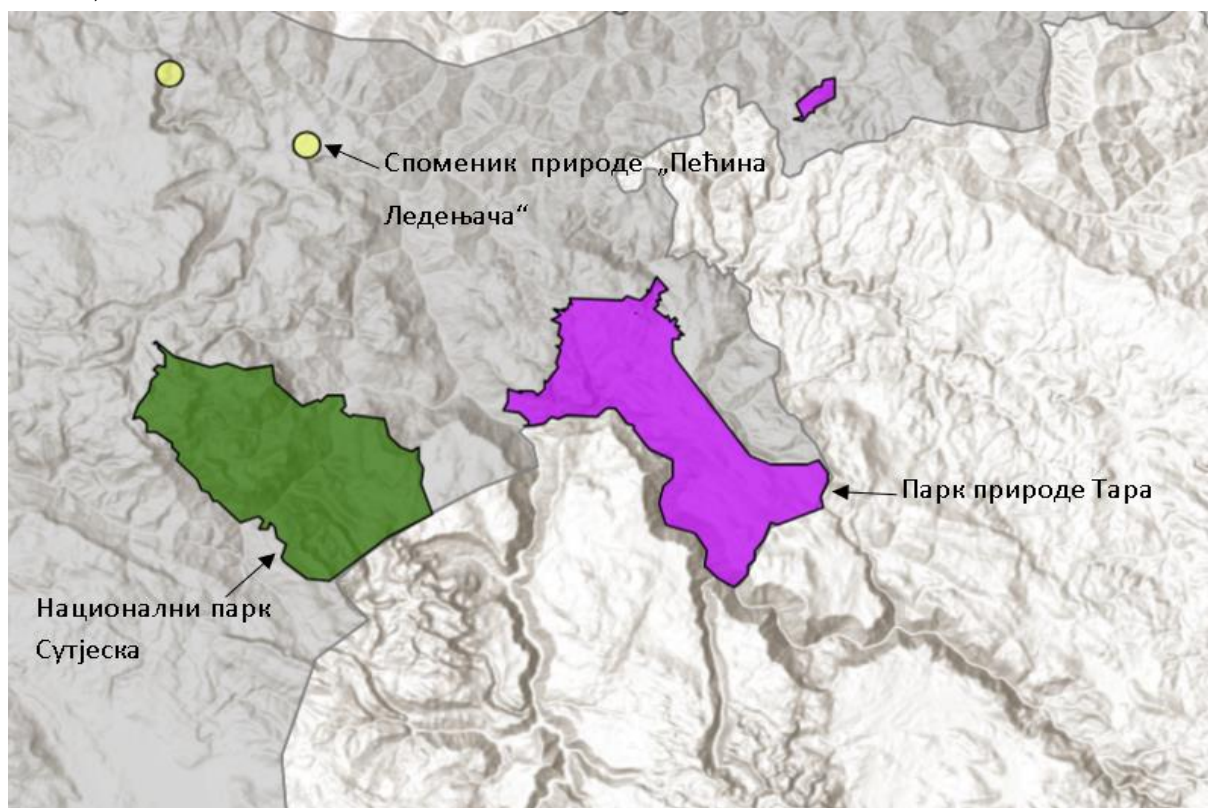 Споменик природе „Пећина
Ледењача“
Парк природе Тара
Национални парк
Сутјеска